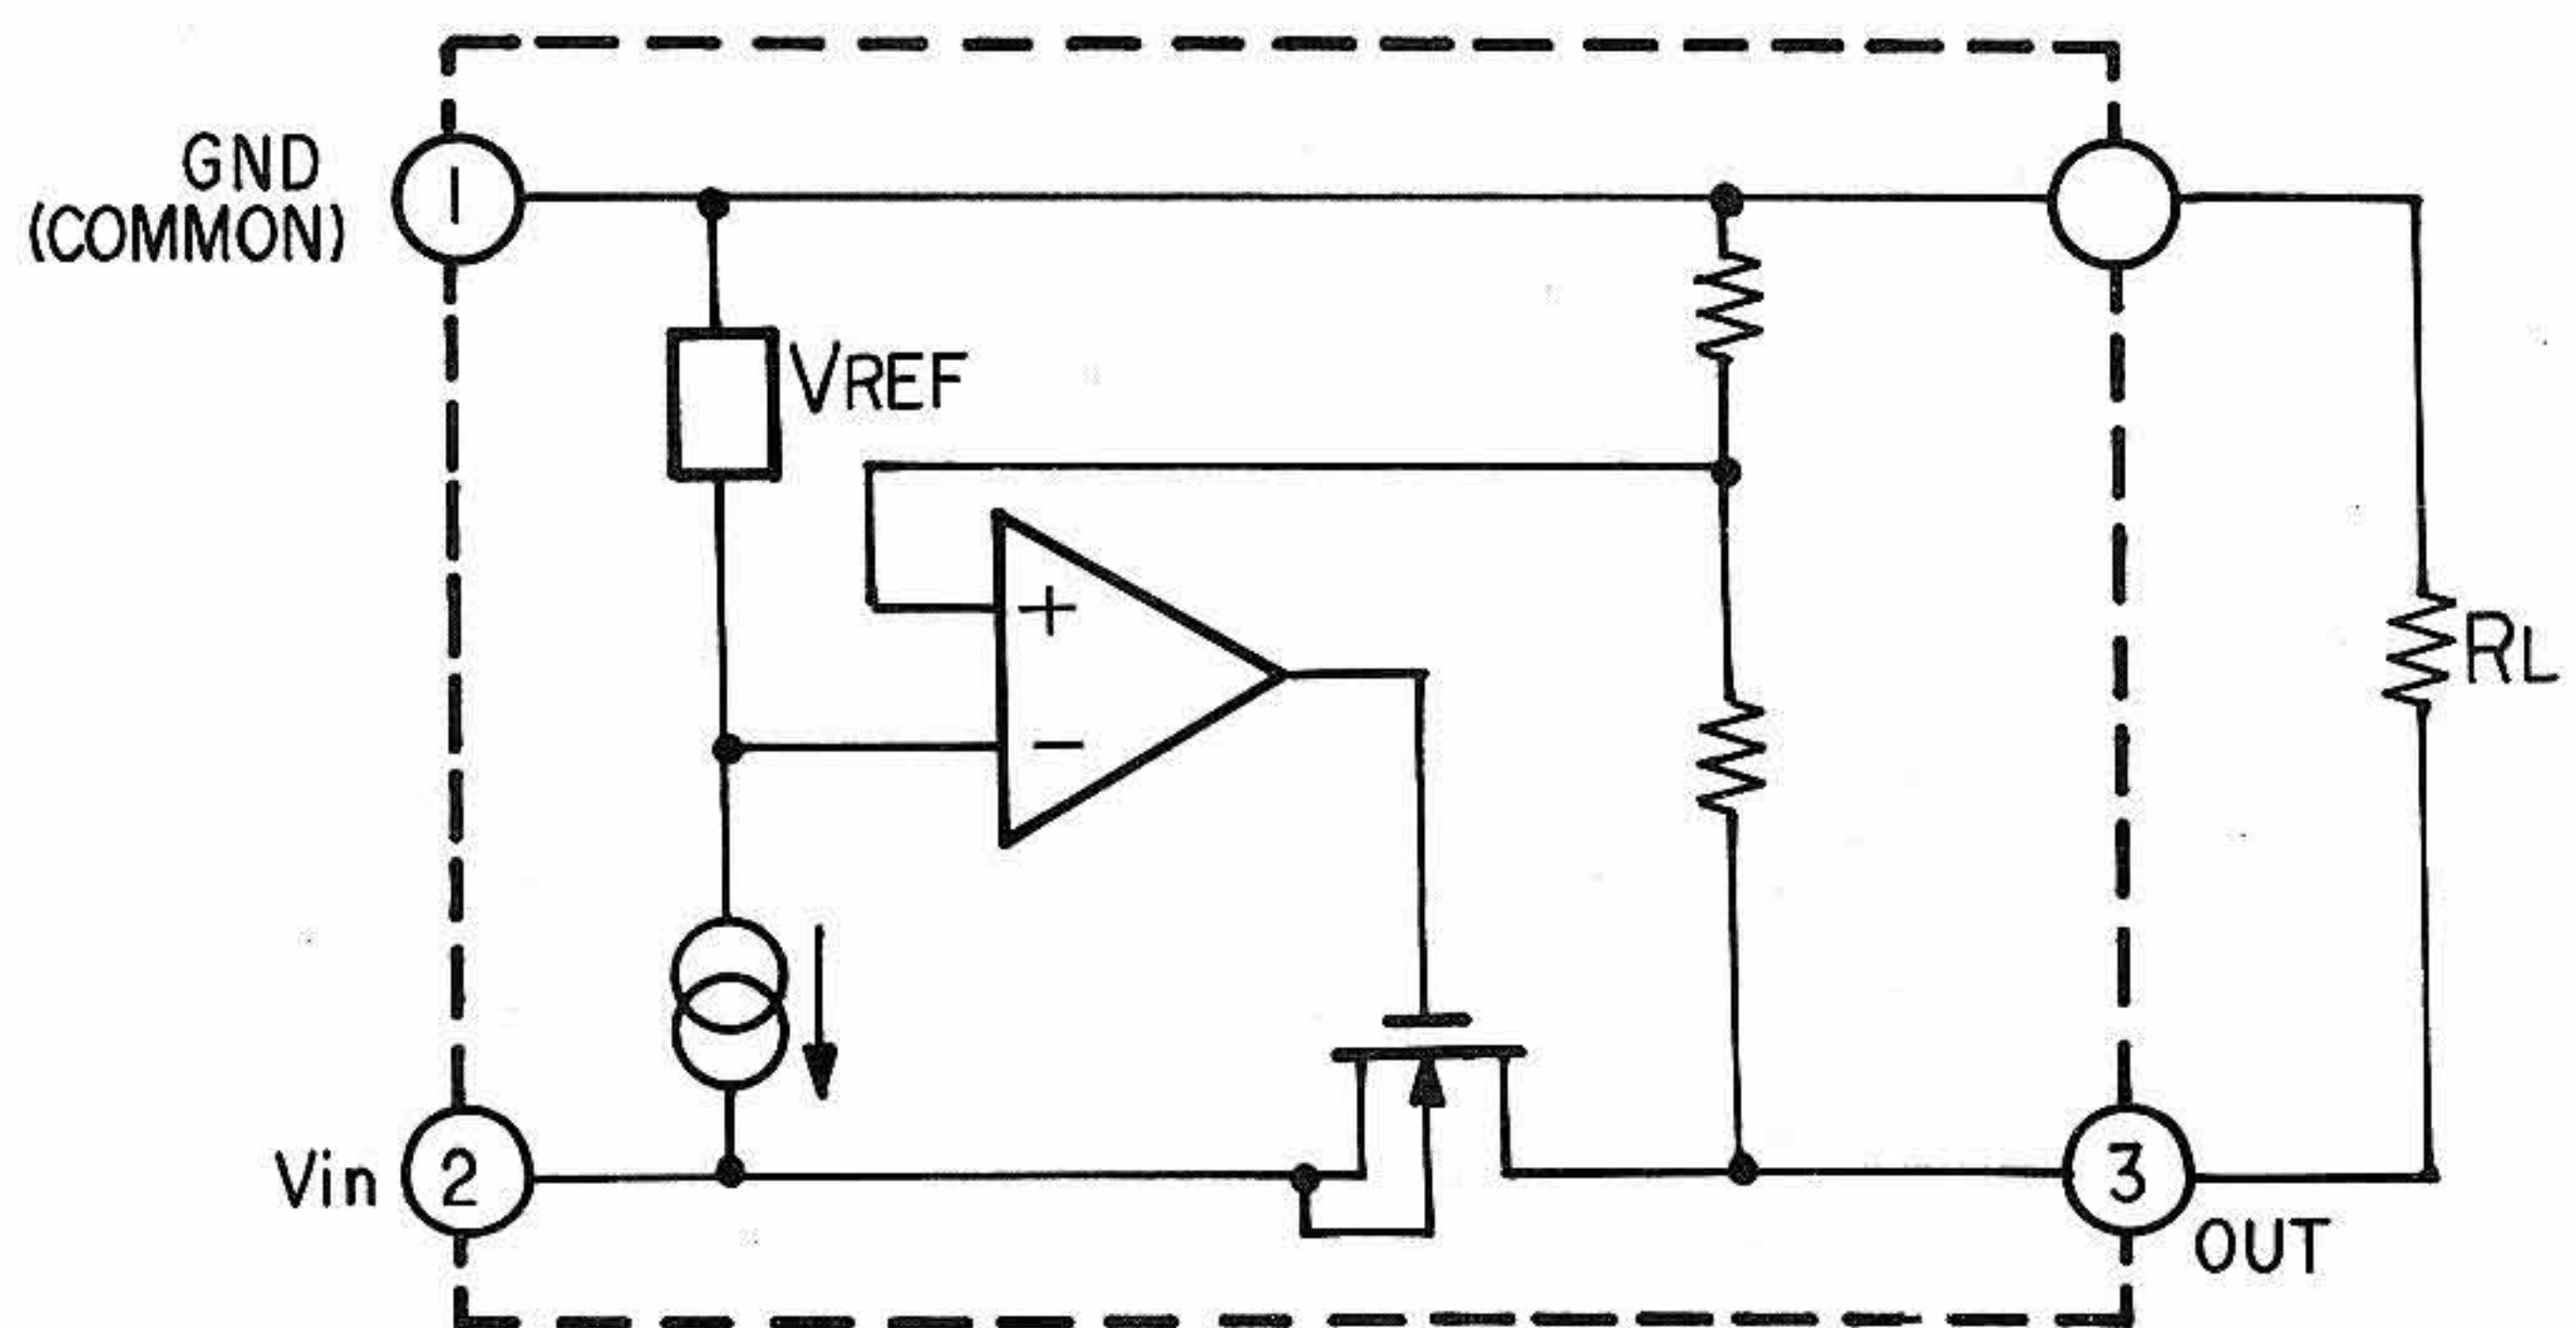 GND
(COMMON)
1
VREF
+
-
RL
Vin
2
3
OUT